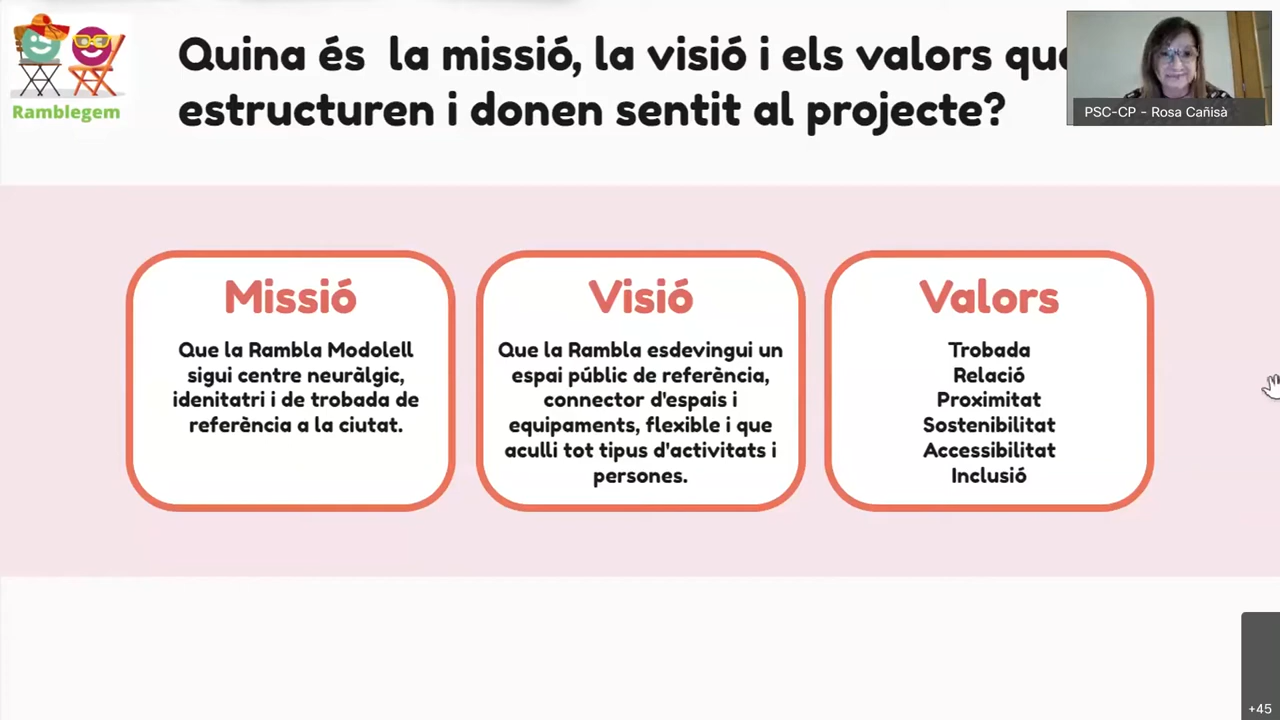 Quina és la missió, la visió i els valors que
estructuren i donen sentit al projecte?
Ramblegem
PSC-CP - Rosa Cañisà
Missió
Que la Rambla Modolell
sigui centre neuràlgic,
idenitatri i de trobada de
referència a la ciutat.
Visió
Que la Rambla esdevingui un
espai públic de referència,
connector d'espais i
equipaments, flexible i que
aculli tot tipus d'activitats i
persones.
Valors
Trobada
Relació
Proximitat
Sostenibilitat
Accessibilitat
Inclusió
+45